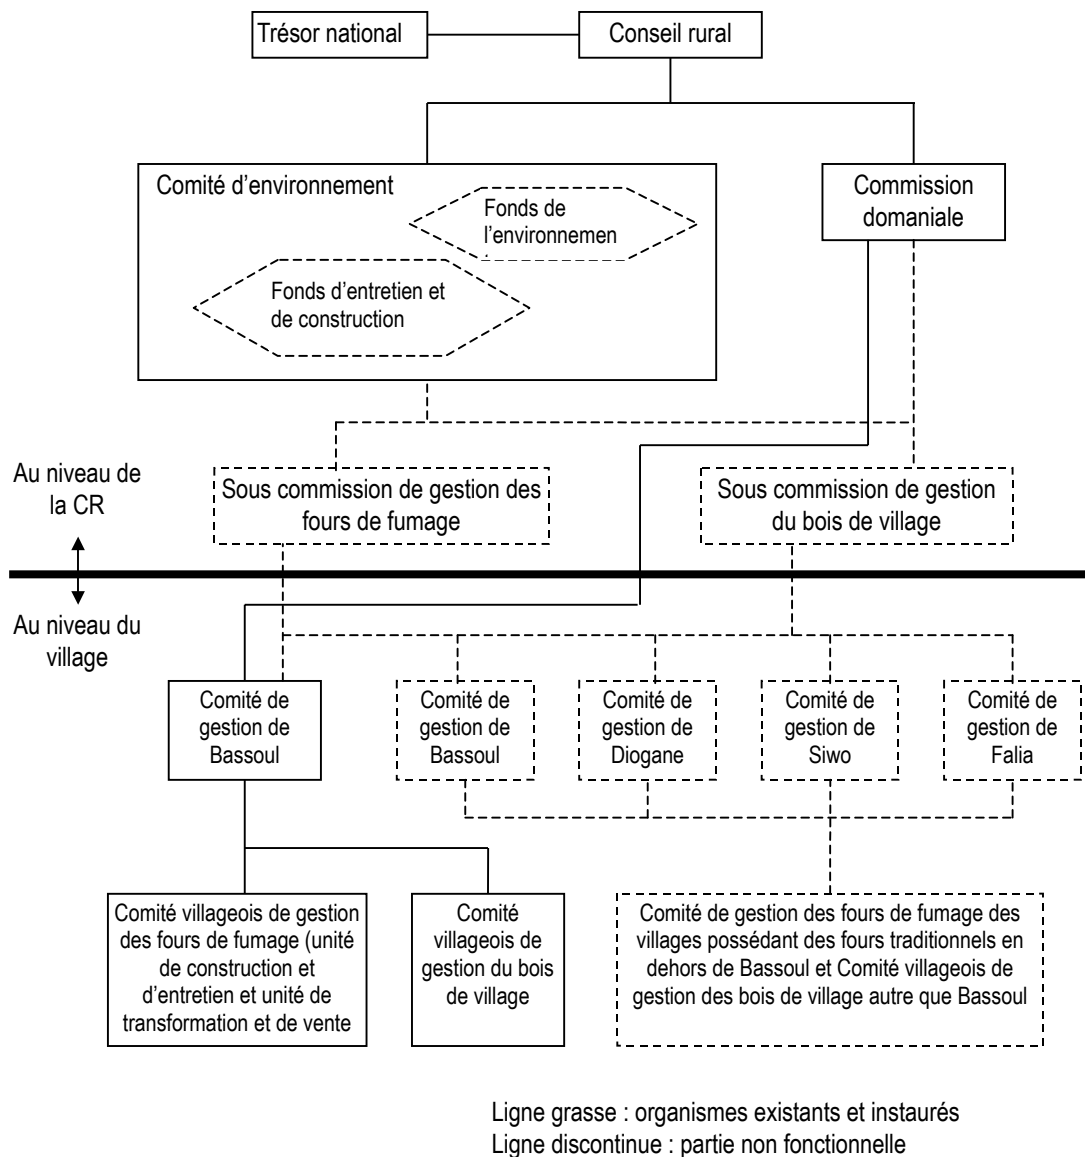 Trésor national
Conseil rural
Comité d'environnement
Fonds de
l'environnemen
Fonds d'entretien et
de construction
Commission
domaniale
Au niveau de
la CR
Sous commission de gestion des
fours de fumage
Sous commission de gestion
du bois de village
Au niveau du
village
Comité de
gestion de
Bassoul
Comité de
gestion de
Bassoul
Comité de
gestion de
Diogane
Comité de
gestion de
Siwo
Comité de
gestion de
Falia
Comité villageois de gestion
des fours de fumage (unité
de construction et
d'entretien et unité de
transformation et de vente
Comité
villageois de
gestion du bois
de village
Comité de gestion des fours de fumage des
villages possédant des fours traditionnels en
dehors de Bassoul et Comité villageois de
gestion des bois de village autre que Bassoul
Ligne grasse : organismes existants et instaurés
Ligne discontinue : partie non fonctionnelle